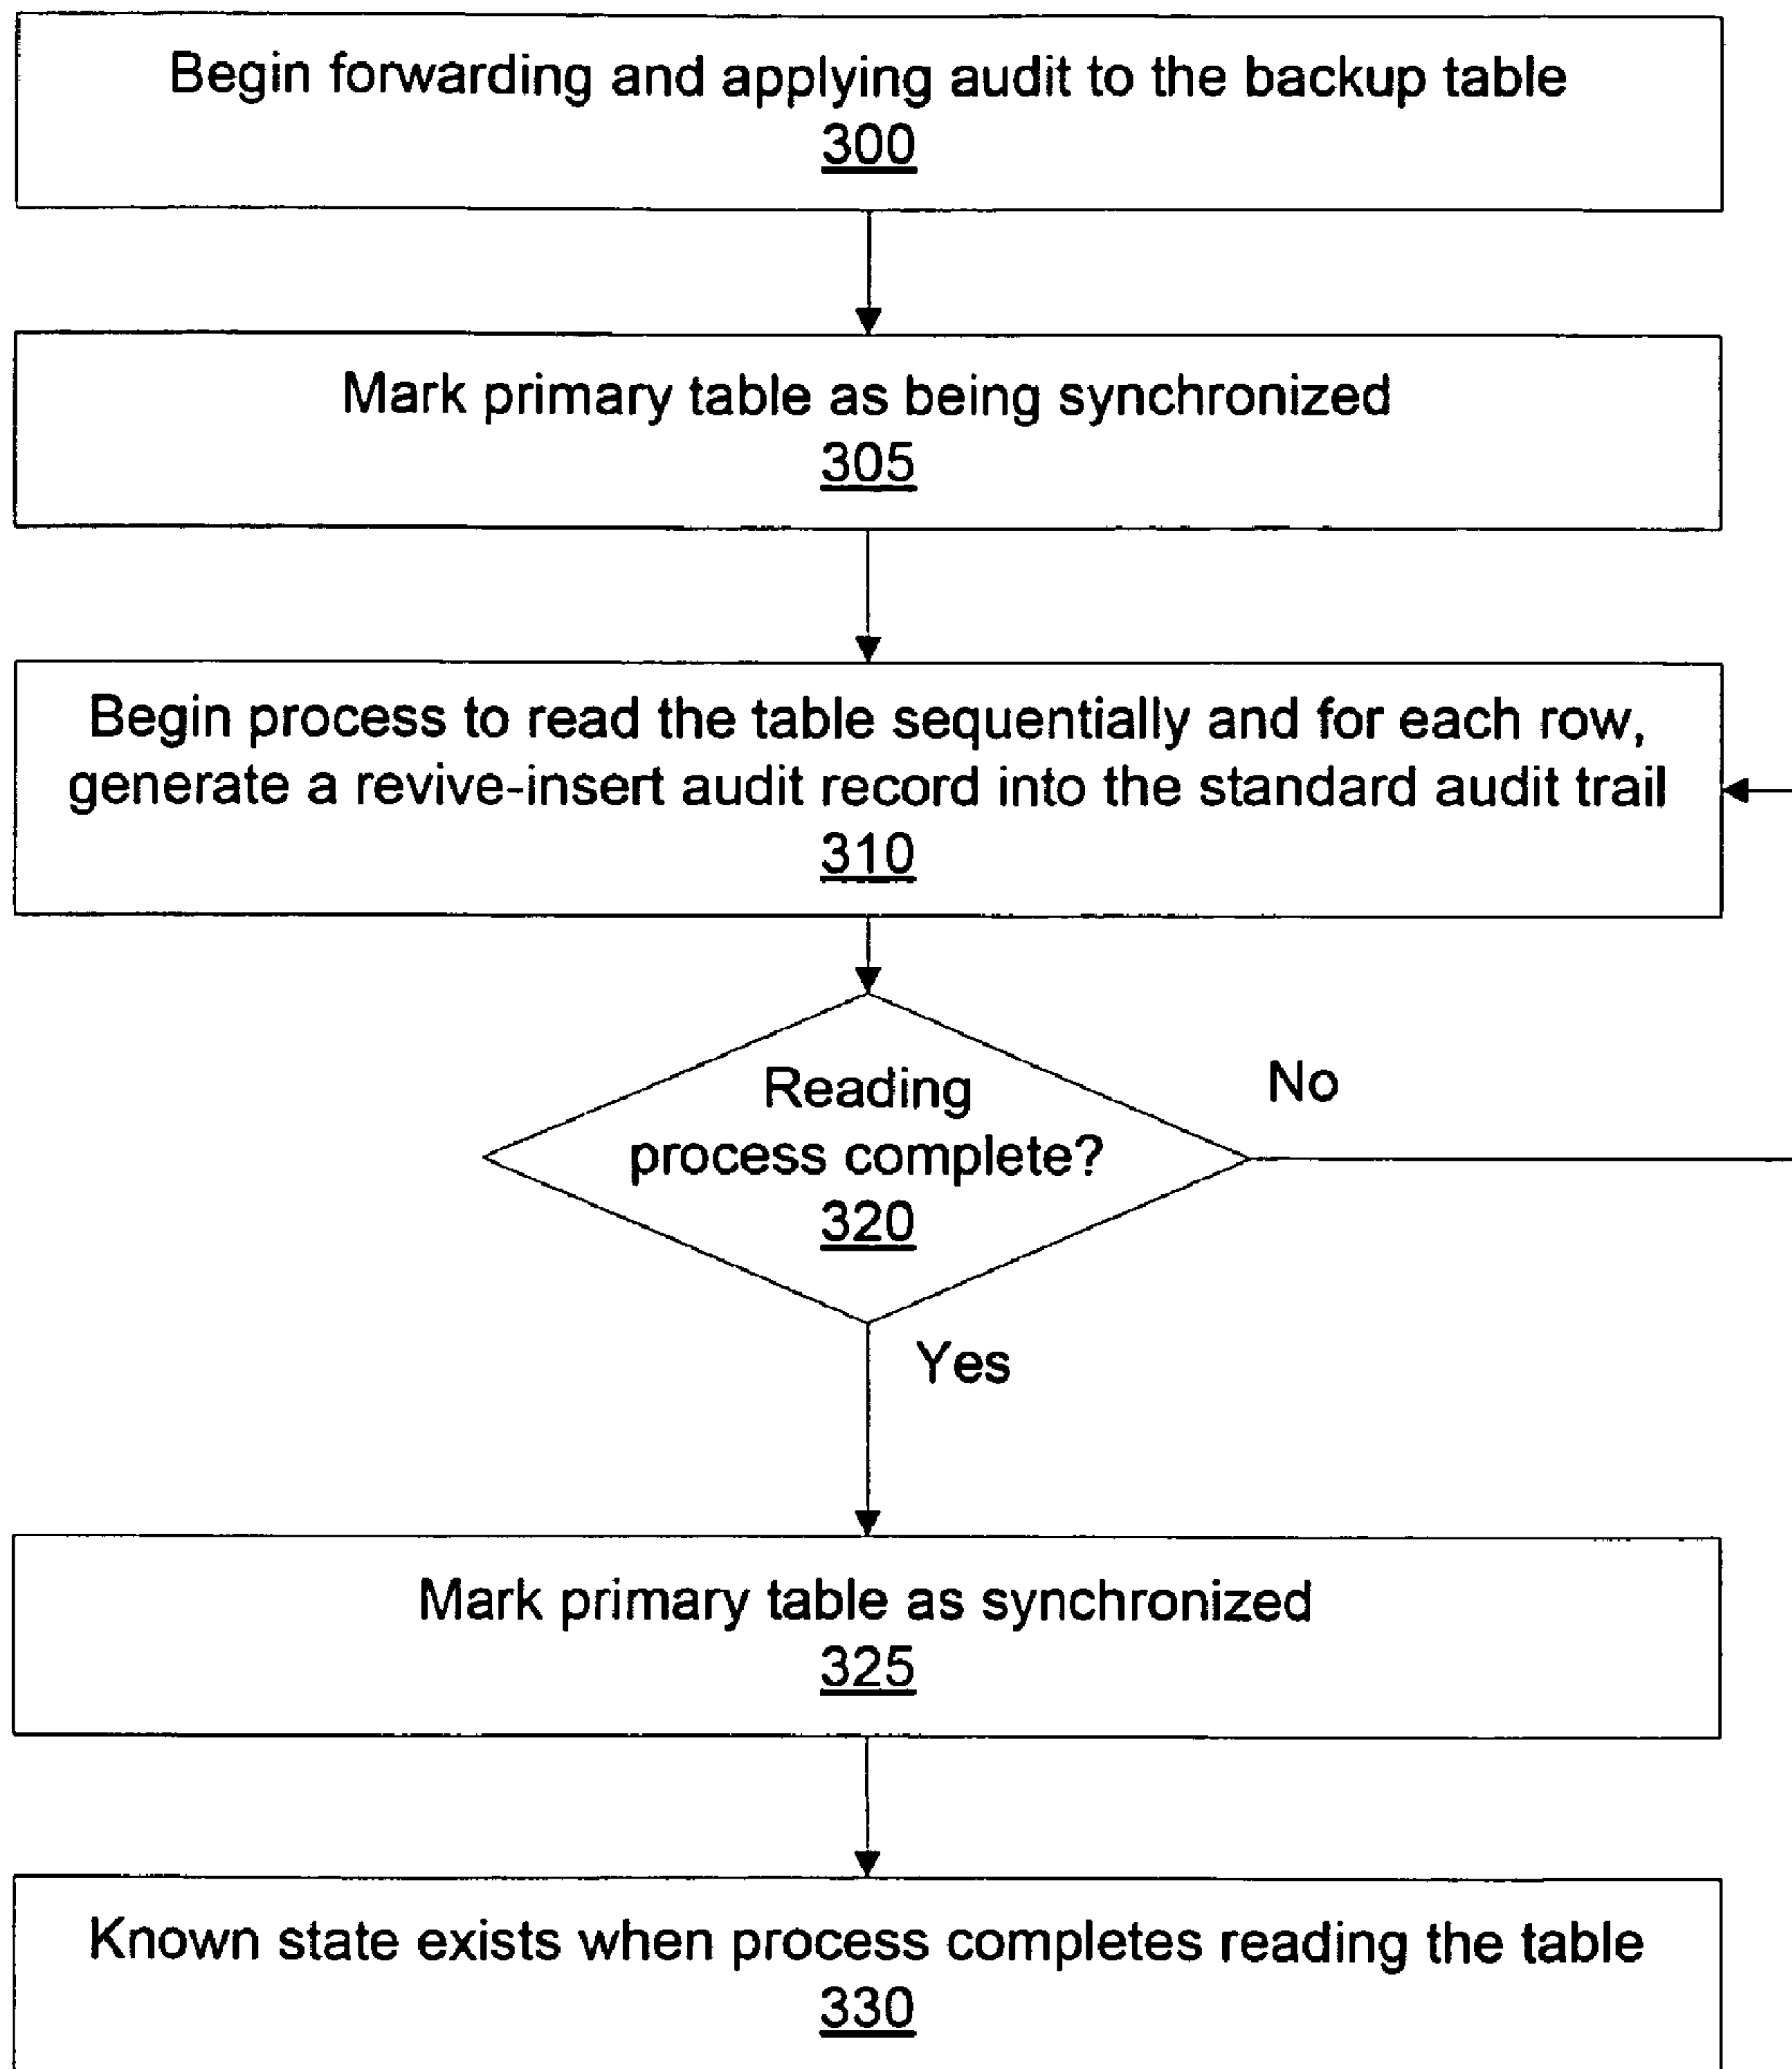 Begin forwarding and applying audit to the backup table
300
Mark primary table as being synchronized
305
Begin process to read the table sequentially and for each row,
generate a revive-insert audit record into the standard audit trail
310
Reading
process complete?
320
No
Yes
Mark primary table as synchronized
325
Known state exists when process completes reading the table
330